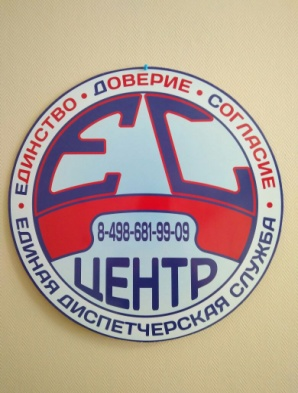 • ЕДИНСТВО • ДОВЕРИЕ • СОГЛАСИЕ •
ЕС
8-498-681-99-09
ЦЕНТР
ЕДИНАЯ ДИСПЕТЧЕРСКАЯ СЛУЖБА